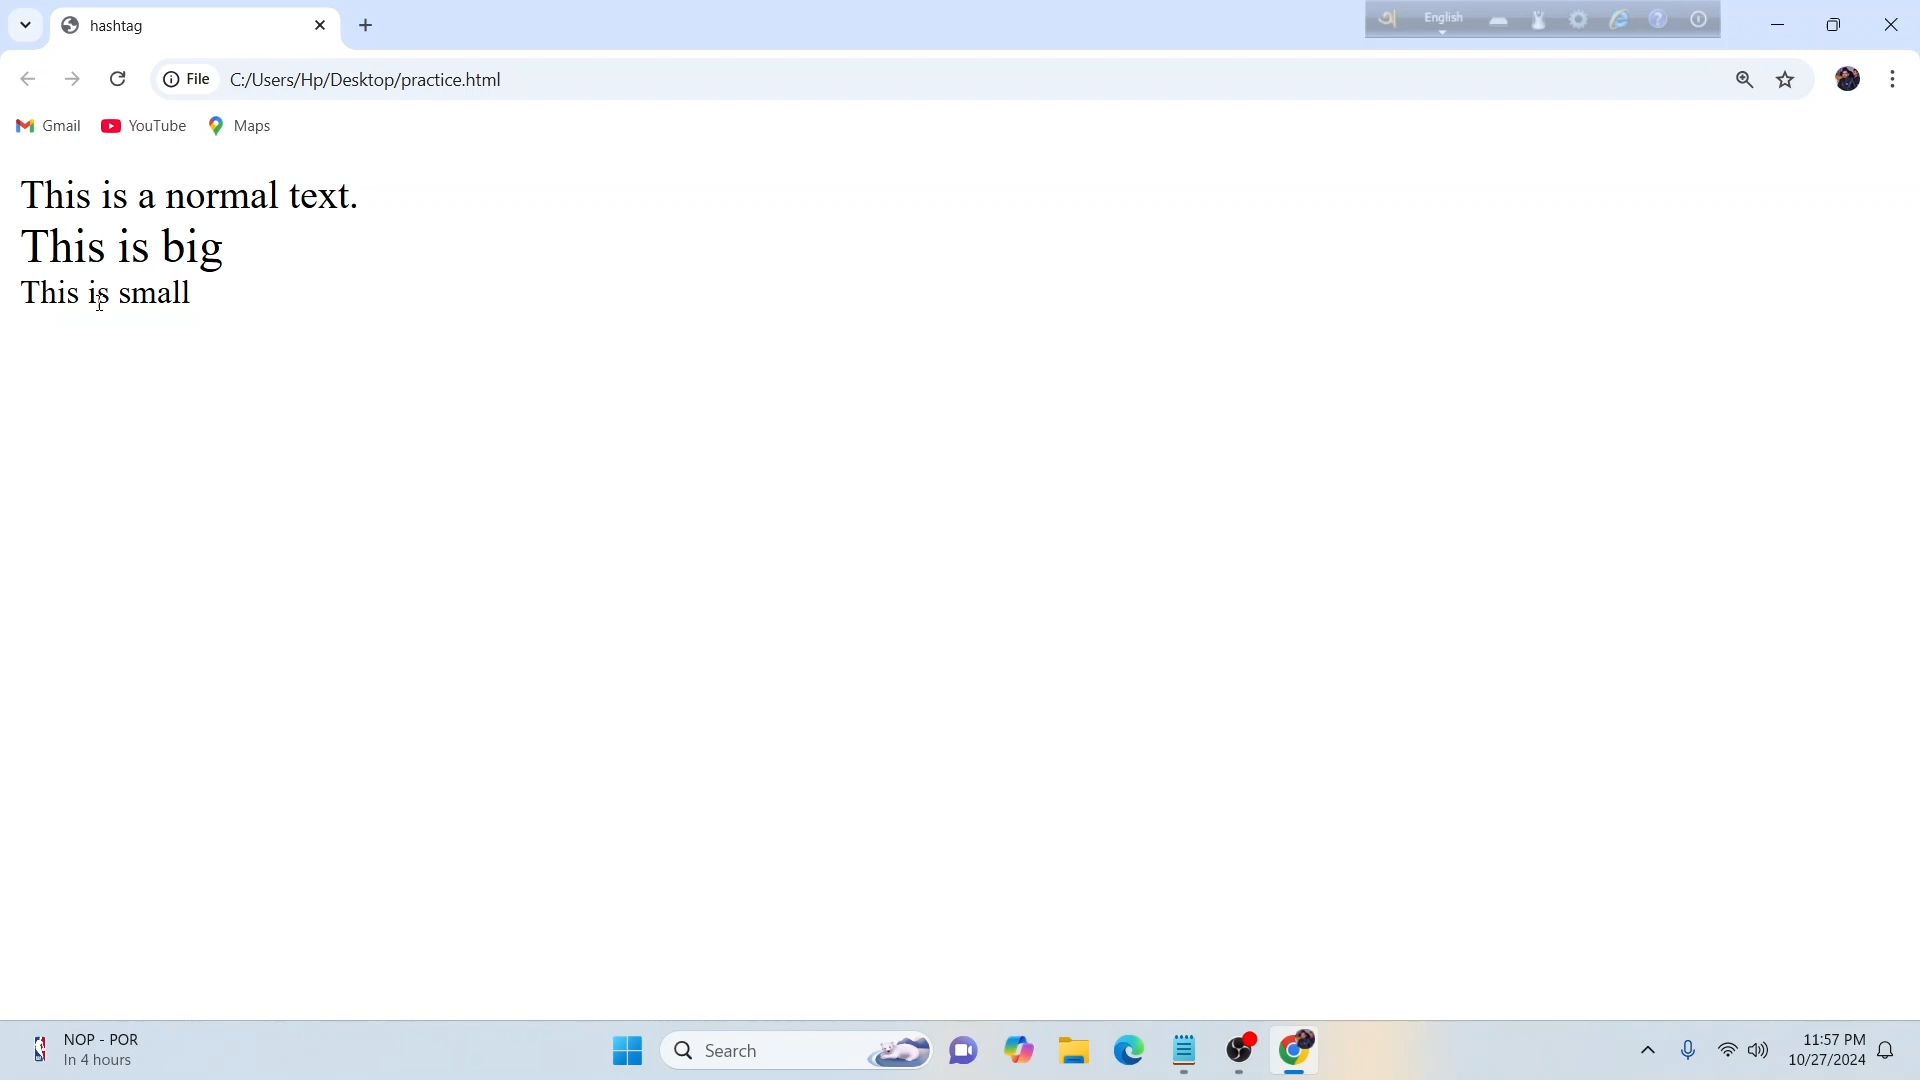 hashtag
অ English
File C:/Users/Hp/Desktop/practice.html
Gmail YouTube Maps
This is a normal text.
This is big
This is small
NOP - POR
In 4 hours
Search
11:57 PM
10/27/2024